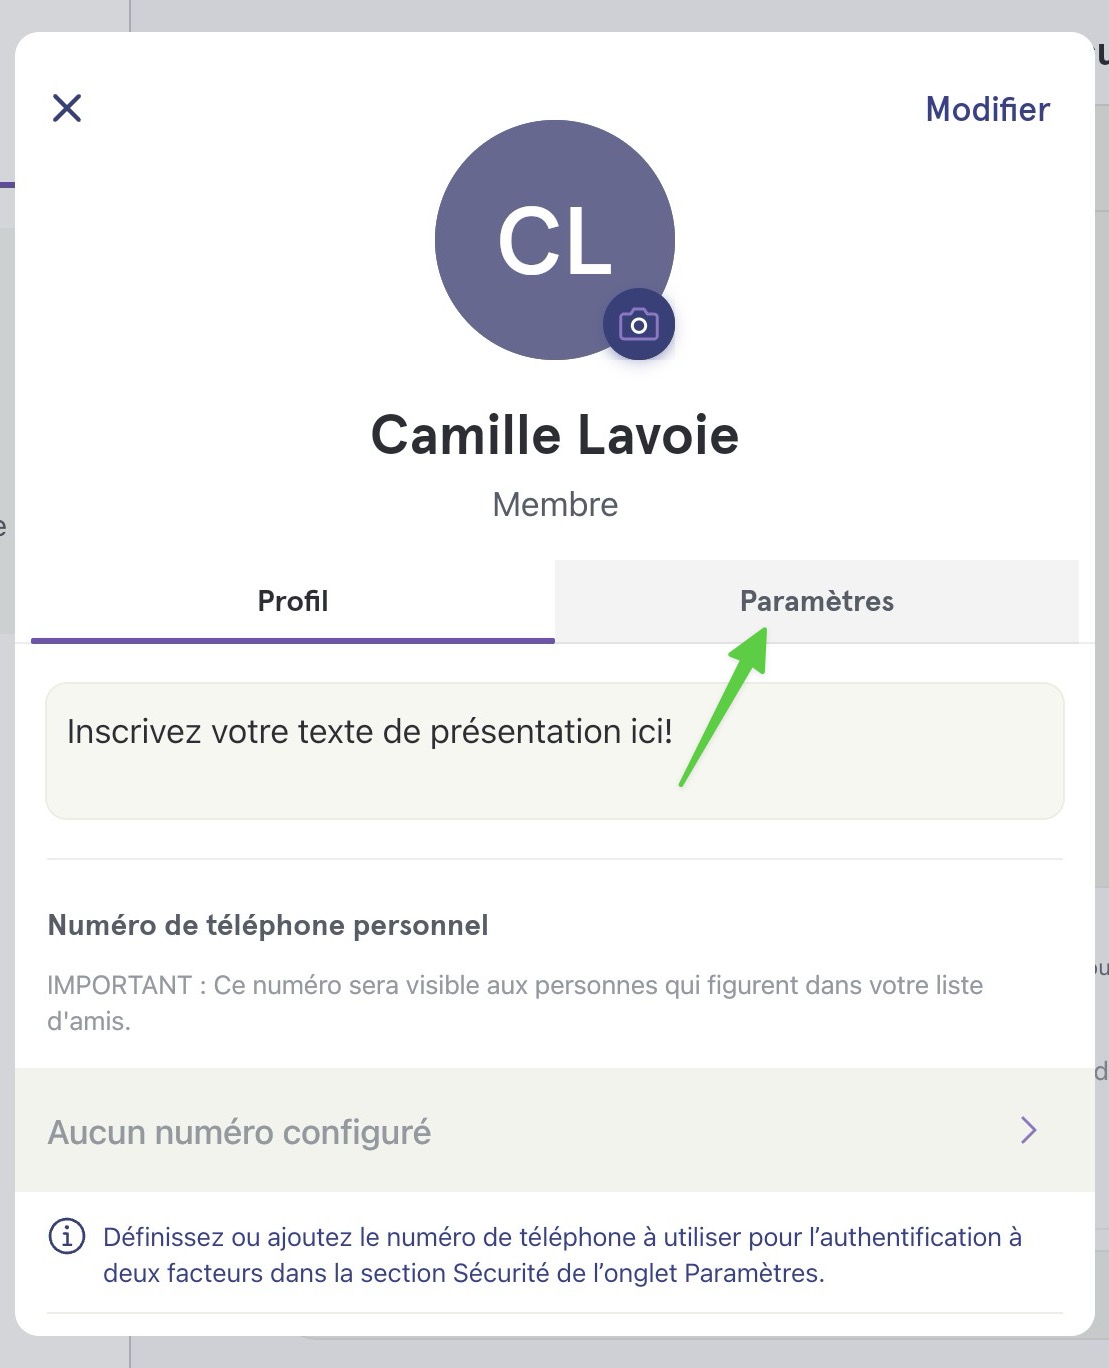 Modifier
CL
Camille Lavoie
Membre
Profil
Paramètres
Inscrivez votre texte de présentation ici!
Numéro de téléphone personnel
IMPORTANT : Ce numéro sera visible aux personnes qui figurent dans votre liste
d'amis.
Aucun numéro configuré
Définissez ou ajoutez le numéro de téléphone à utiliser pour l’authentification à
deux facteurs dans la section Sécurité de l’onglet Paramètres.